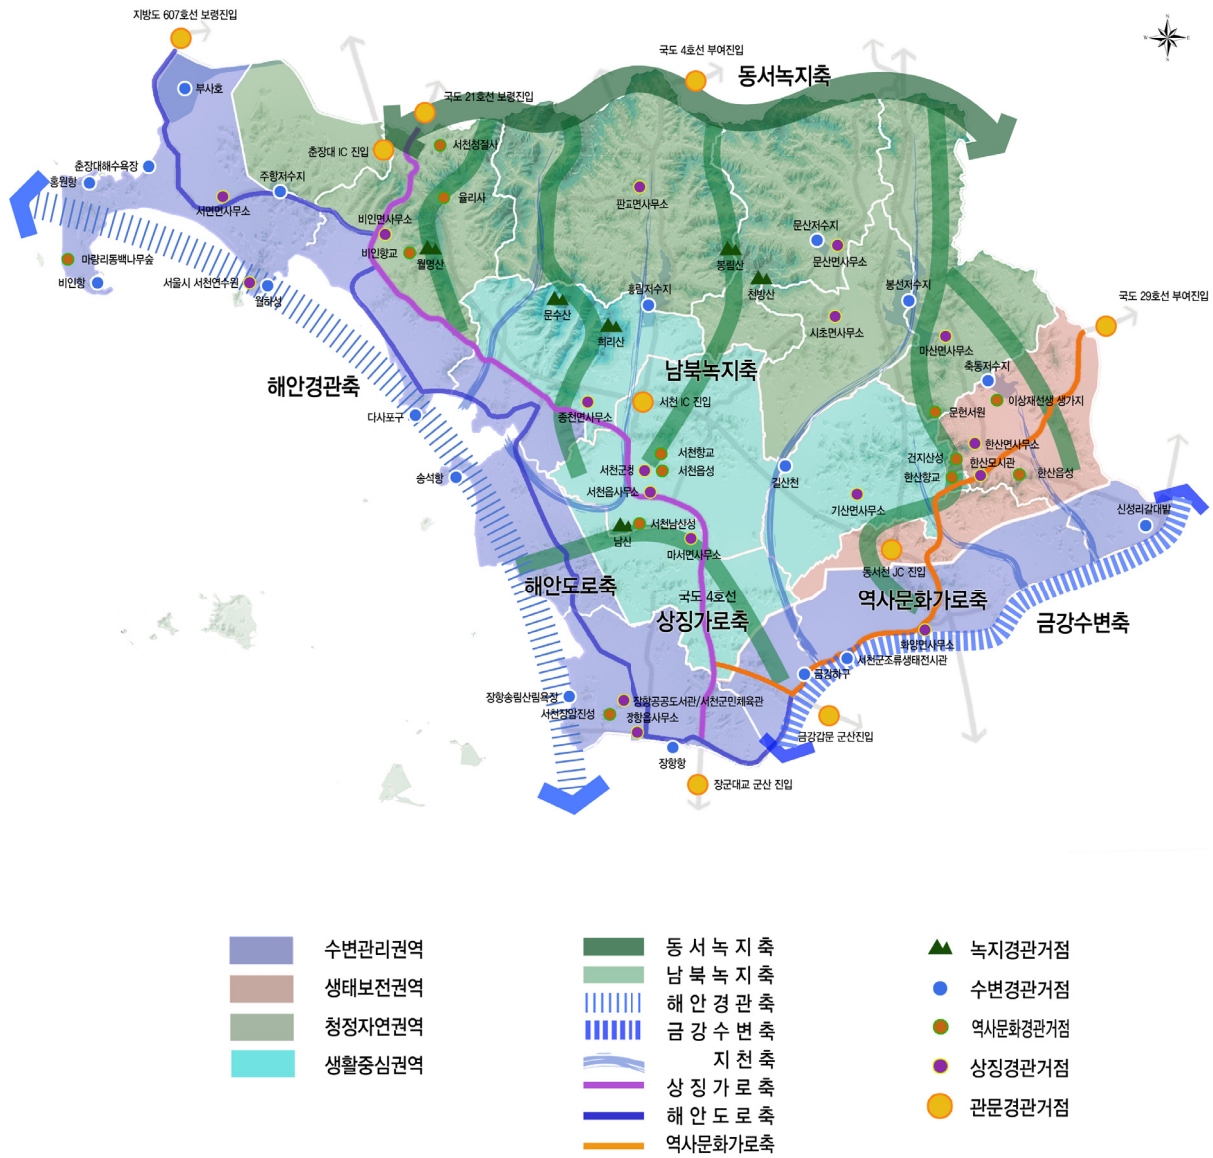 지방도 607호선 보령진입
N
W
E
S
국도 4호선 부여진입
동서녹지축
부사호
국도 21호선 보령진입
춘장대 IC 진입
서천청절사
춘장대해수욕장
홍원항
주항저수지
율리사
서면면사무소
판교면사무소
비인면사무소
문산저수지
마량리동백나무숲
비인향교
월명산
봉림산
문산면사무소
비인항
서울시 서천연수원
월하성
흥림저수지
천방산
봉선저수지
국도 29호선 부여진입
문수산
희리산
시초면사무소
마산면사무소
해안경관축
남북녹지축
축동저수지
다사포구
종천면사무소
서천 IC 진입
문헌서원
이상재선생 생가지
한산면사무소
서천향교
건지산성
한산모시관
송석항
서천군청
서천읍성
길산천
한산향교
한산읍성
서천읍사무소
기산면사무소
신성리갈대밭
남산
서천남산성
마서면사무소
동서천 JC 진입
해안도로축
국도 4호선
상징가로축
역사문화가로축
금강수변축
화양면사무소
서천군조류생태전시관
금강하구
장항송림산림욕장
장항공공도서관/서천군민체육관
서천장암진성
장항읍사무소
금강갑문 군산진입
장항항
장군대교 군산 진입
수변관리권역
생태보전권역
청정자연권역
생활중심권역
동서녹지축
남북녹지축
해안경관축
금강수변축
지천축
상징가로축
해안도로축
역사문화가로축
녹지경관거점
수변경관거점
역사문화경관거점
상징경관거점
관문경관거점